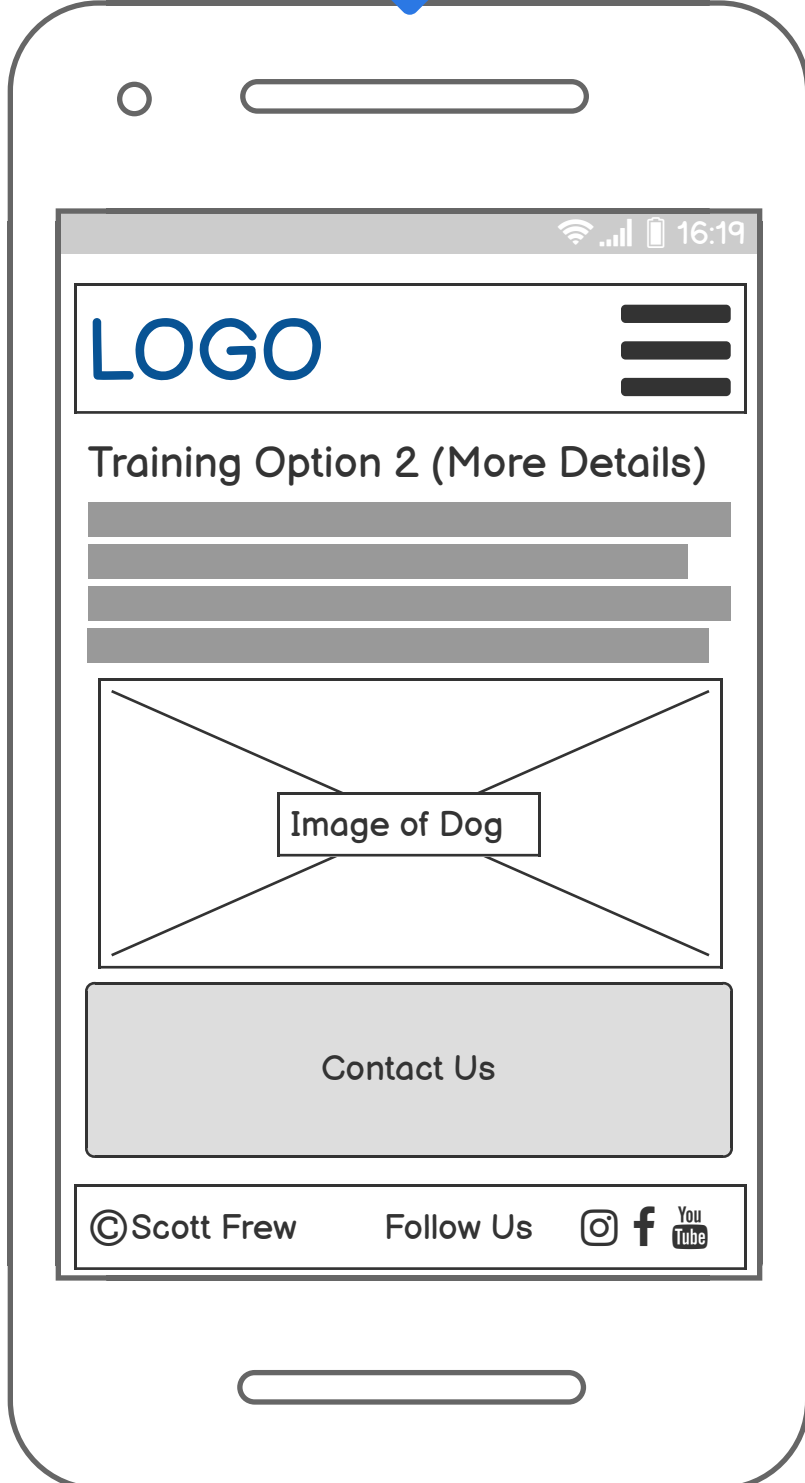 16:19
LOGO
Training Option 2 (More Details)
Image of Dog
Contact Us
©Scott Frew Follow Us You Tube